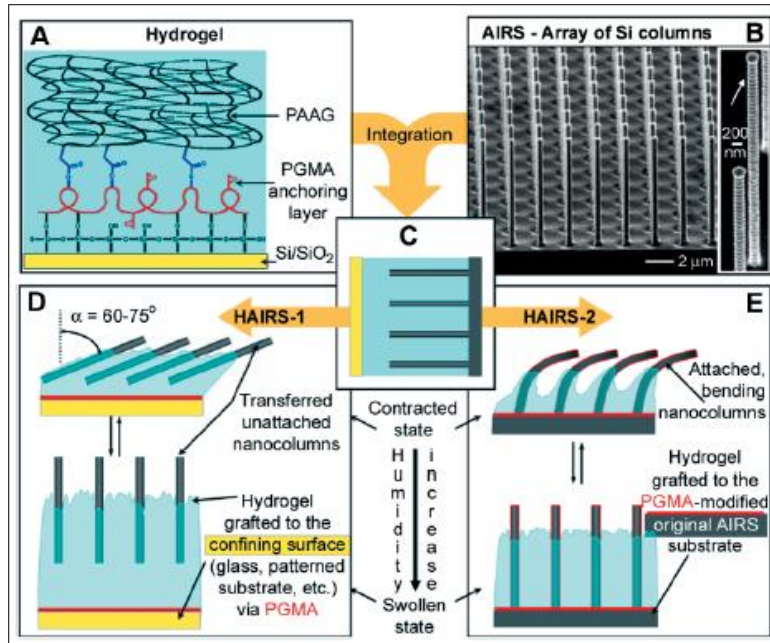 A
Hydrogel
PAAG
PGMA
anchoring
layer
Si/SiO2
Integration
AIRS - Array of Si columns
B
200
nm
2 μm
C
D
α = 60-75°
HAIRS-1
Transferred
unattached
nanocolumns
Hydrogel
grafted to the
confining surface
(glass, patterned
substrate, etc.)
via PGMA
Contracted
state
Humidity
increase
Swollen
state
HAIRS-2
E
Attached,
bending
nanocolumns
Hydrogel
grafted to the
PGMA-modified
original AIRS
substrate